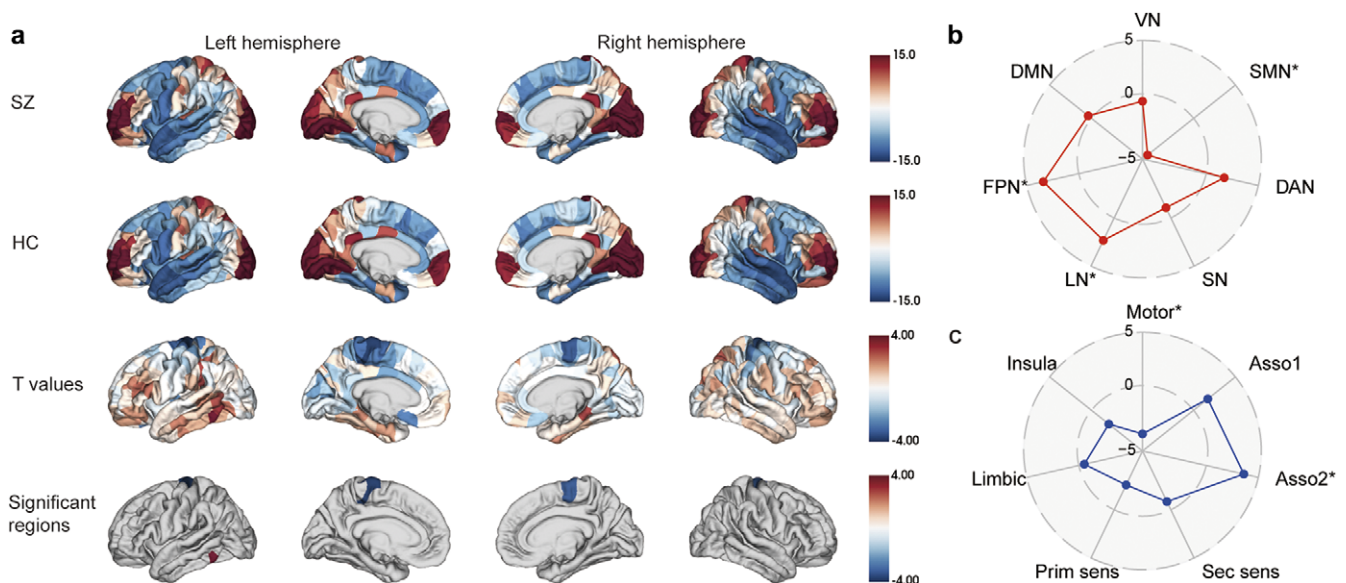 a
Left hemisphere
Right hemisphere
SZ
15.0
-15.0
HC
15.0
-15.0
T values
4.00
-4.00
Significant
regions
4.00
-4.00
b
VN
5
SMN*
DMN
0
-5
FPN*
DAN
LN*
SN
c
Motor*
5
Asso1
Insula
0
-5
Limbic
Asso2*
Prim sens
Sec sens